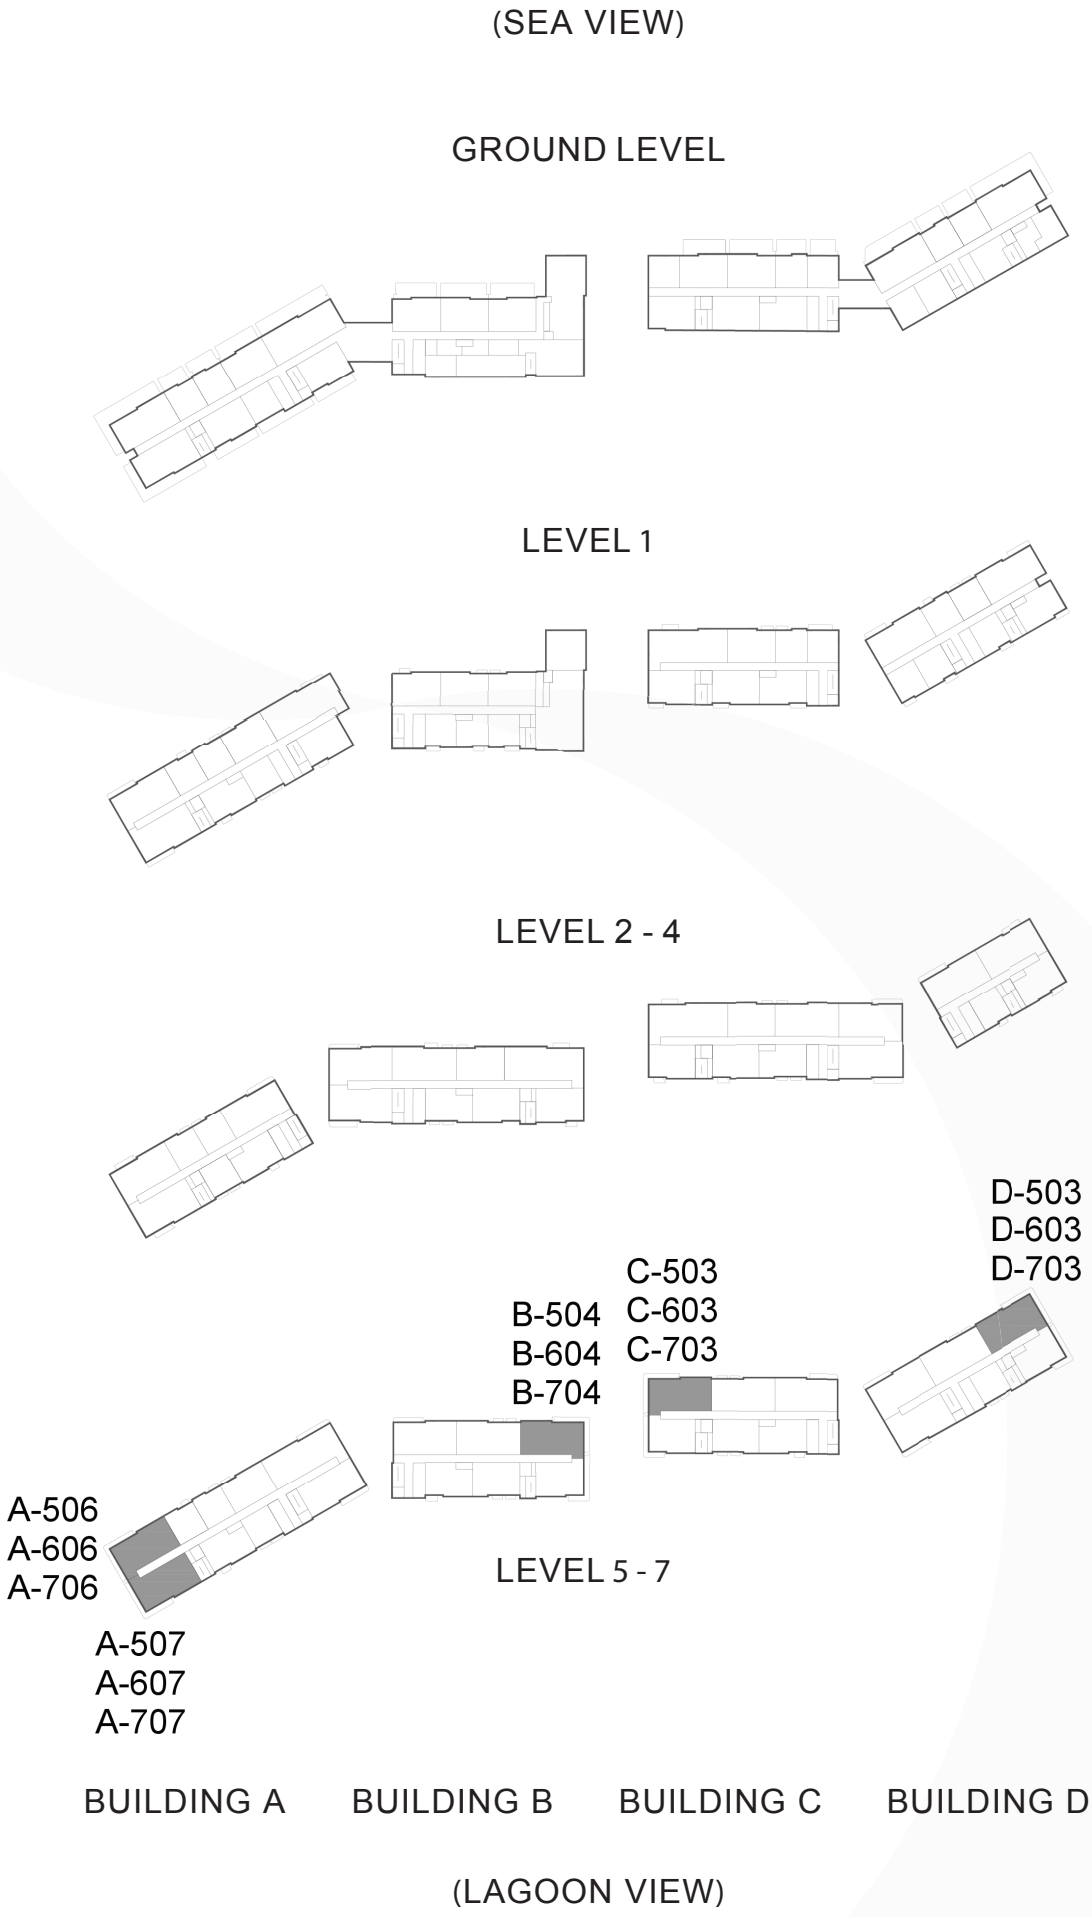 (SEA VIEW)
GROUND LEVEL
LEVEL 1
LEVEL 2 - 4
D-503
D-603
D-703
C-503
C-603
C-703
B-504
B-604
B-704
A-506
A-606
A-706
LEVEL 5 - 7
A-507
A-607
A-707
BUILDING A BUILDING B BUILDING C BUILDING D
(LAGOON VIEW)